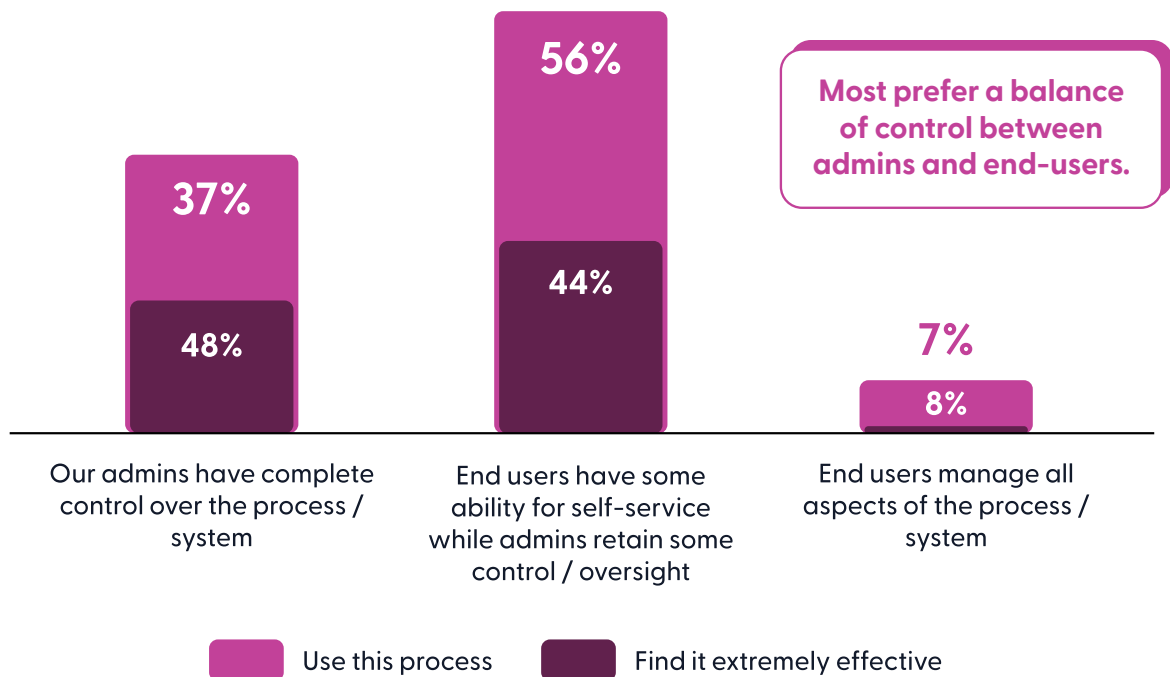 56%
Most prefer a balance
of control between
admins and end-users.
37%
44%
48%
7%
8%
Our admins have complete
control over the process /
system
End users have some
ability for self-service
while admins retain some
control / oversight
End users manage all
aspects of the process /
system
Use this process
Find it extremely effective